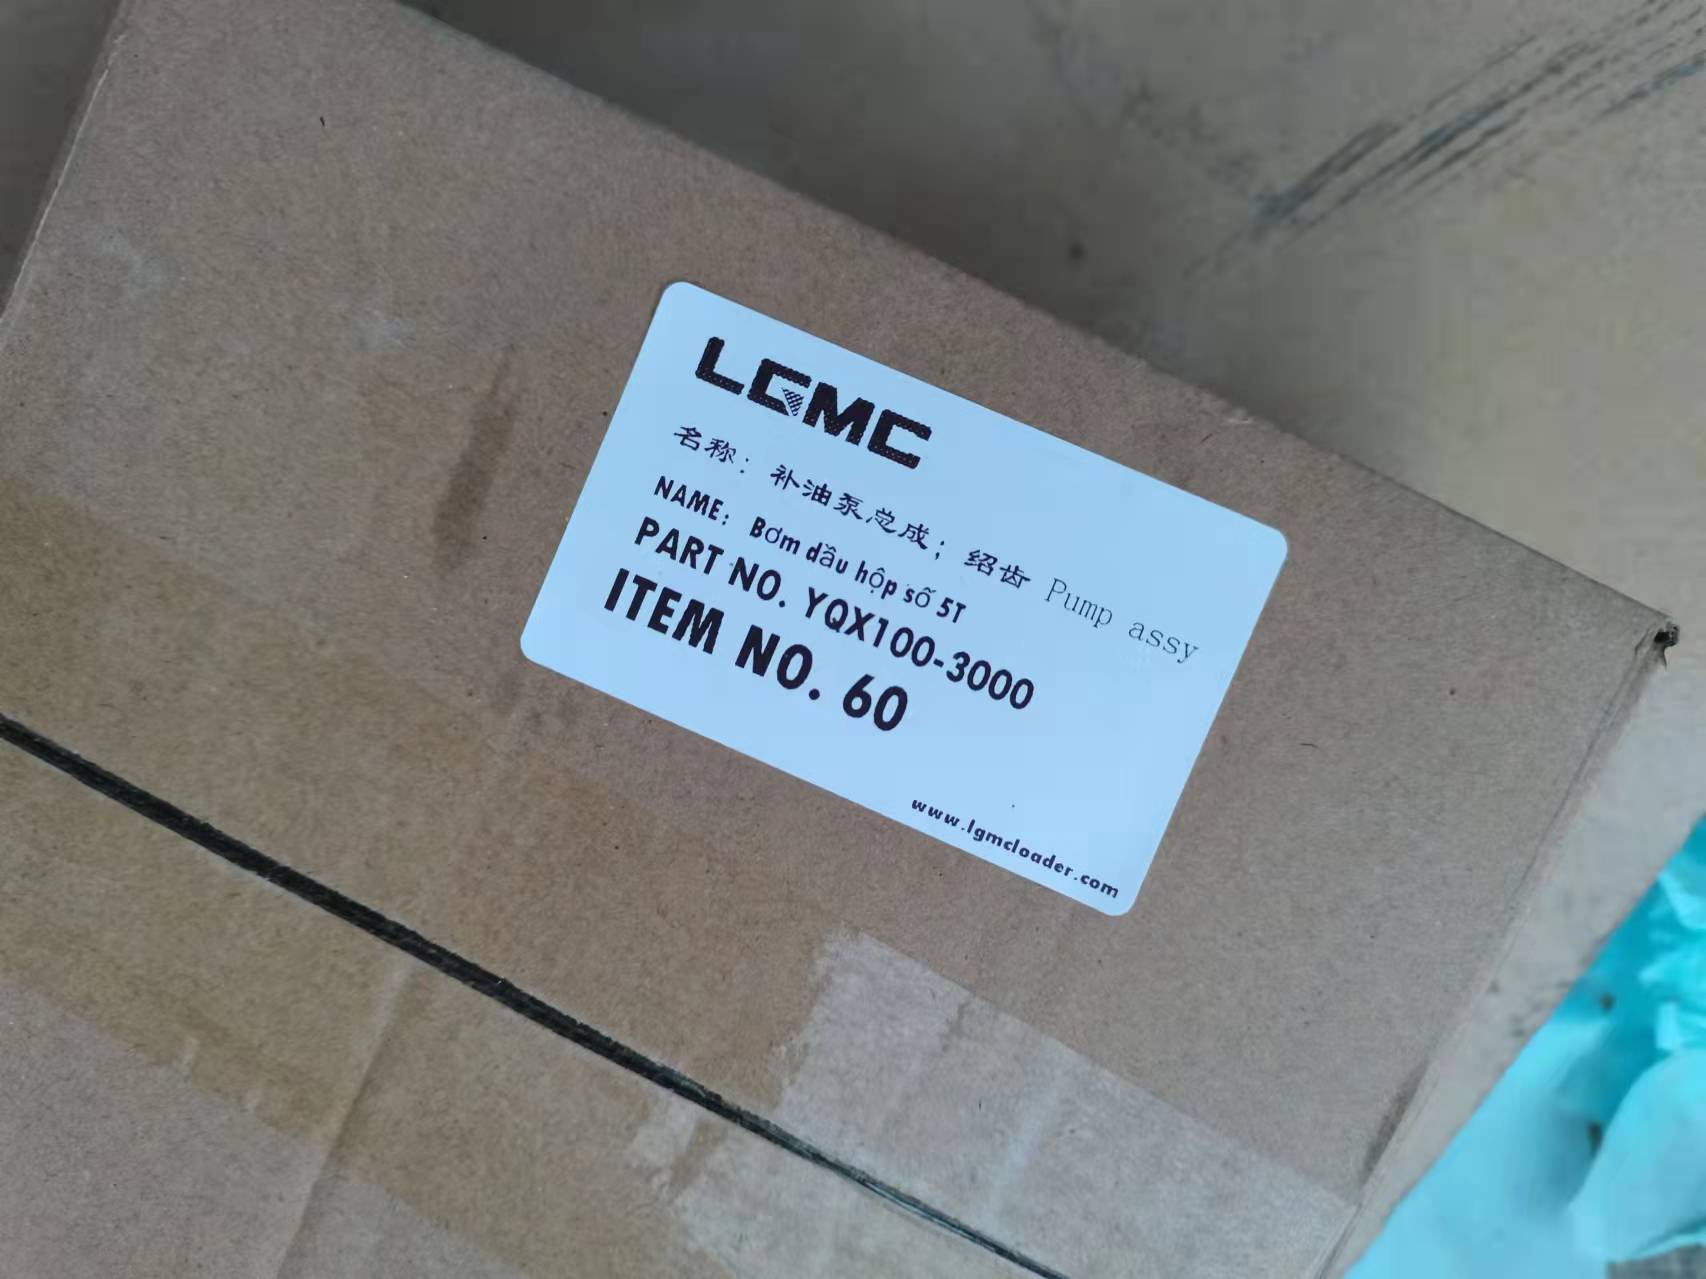 LGMC
名称：补油泵总成；绍齿 Pump assy
NAME: Bơm dầu hộp số 5T
PART NO. YQX100-3000
ITEM NO. 60
www.lgmcloader.com